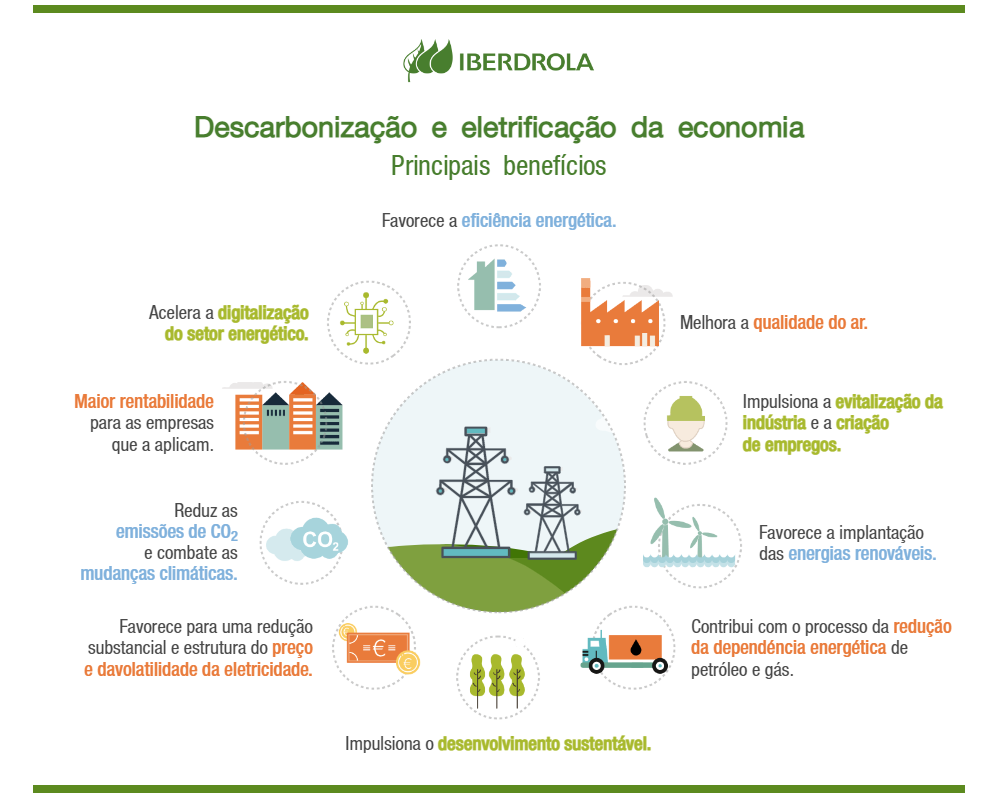 IBERDROLA
Descarbonização e eletrificação da economia
Principais benefícios
Favorece a eficiência energética.
Melhora a qualidade do ar.
Impulsiona a evitalização da
indústria e a criação
de empregos.
Favorece a implantação
das energias renováveis.
Contribui com o processo da redução
da dependéncia energética de
petróleo e gás.
Impulsiona o desenvolvimento sustentável.
Favorece para uma redução
substancial e estrutura do preço
e davolatilidade da eletricidade.
€
€
€
Reduz as
emissões de CO₂
e combate as
mudanças climáticas.
CO₂
Maior rentabilidade
para as empresas
que a aplicam.
Acelera a digitalização
do setor energético.